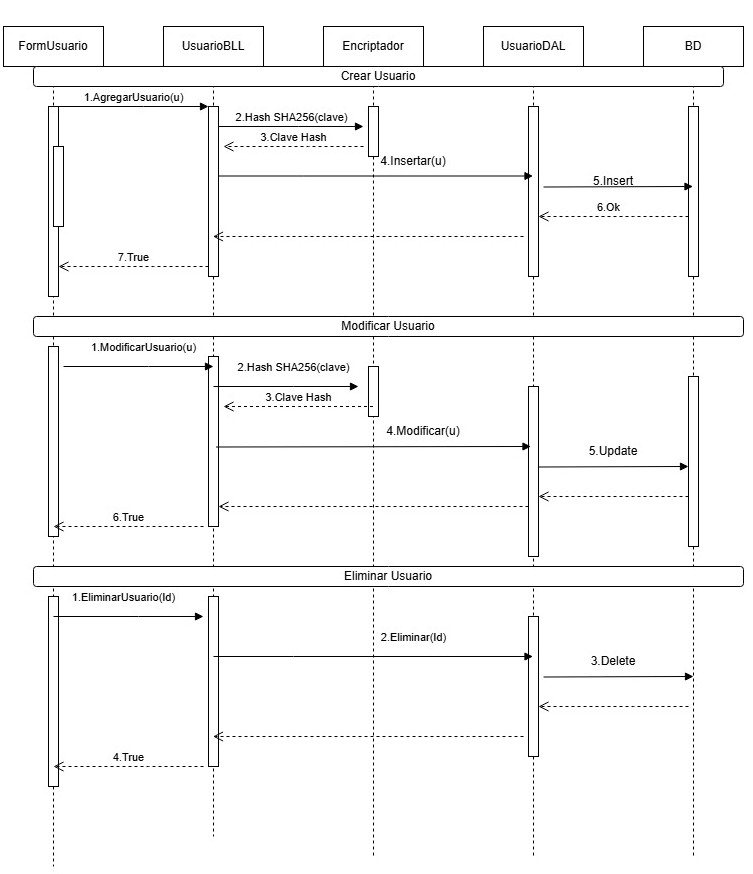 FormUsuario
UsuarioBLL
Encriptador
UsuarioDAL
BD
Crear Usuario
1.AgregarUsuario(u)
2.Hash SHA256(clave)
3.Clave Hash
4.Insertar(u)
5.Insert
6.Ok
7.True
Modificar Usuario
1.ModificarUsuario(u)
2.Hash SHA256(clave)
3.Clave Hash
4.Modificar(u)
5.Update
6.True
Eliminar Usuario
1.EliminarUsuario(Id)
2.Eliminar(Id)
3.Delete
4.True